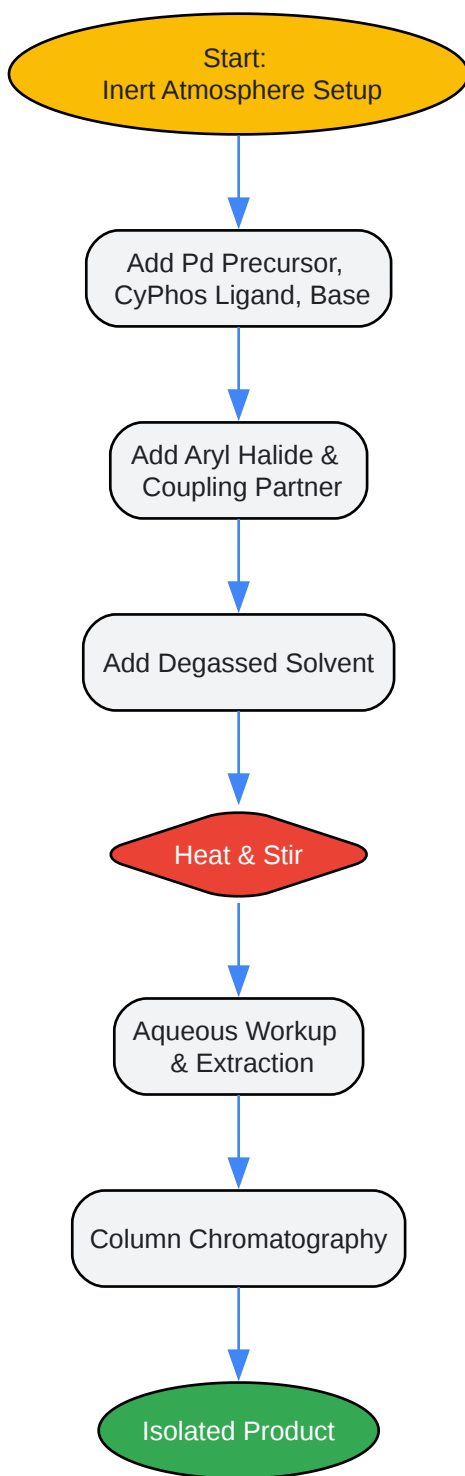 Start:
Inert Atmosphere Setup
Add Pd Precursor,
CyPhos Ligand, Base
Add Aryl Halide &
Coupling Partner
Add Degassed Solvent
Heat & Stir
Aqueous Workup
& Extraction
Column Chromatography
Isolated Product